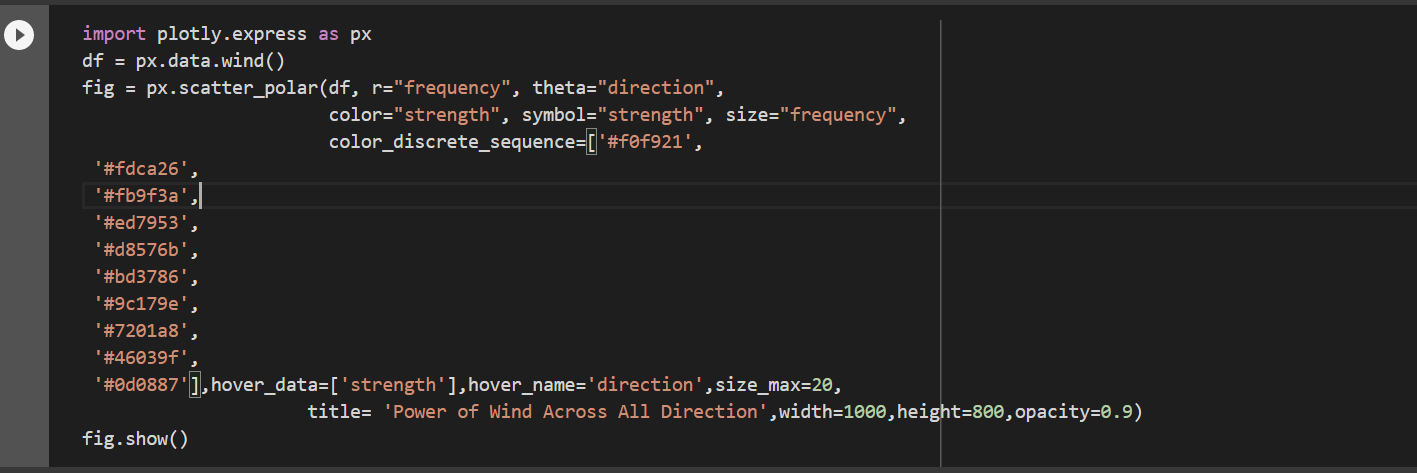 import plotly.express as px
df = px.data.wind()
fig = px.scatter_polar(df, r="frequency", theta="direction",
                       color="strength", symbol="strength", size="frequency",
                       color_discrete_sequence=['#f0f921',
 '#fdca26',
 '#fb9f3a',
 '#ed7953',
 '#d8576b',
 '#bd3786',
 '#9c179e',
 '#7201a8',
 '#46039f',
 '#0d0887'],hover_data=['strength'],hover_name='direction',size_max=20,
                     title= 'Power of Wind Across All Direction',width=1000,height=800,opacity=0.9)
fig.show()